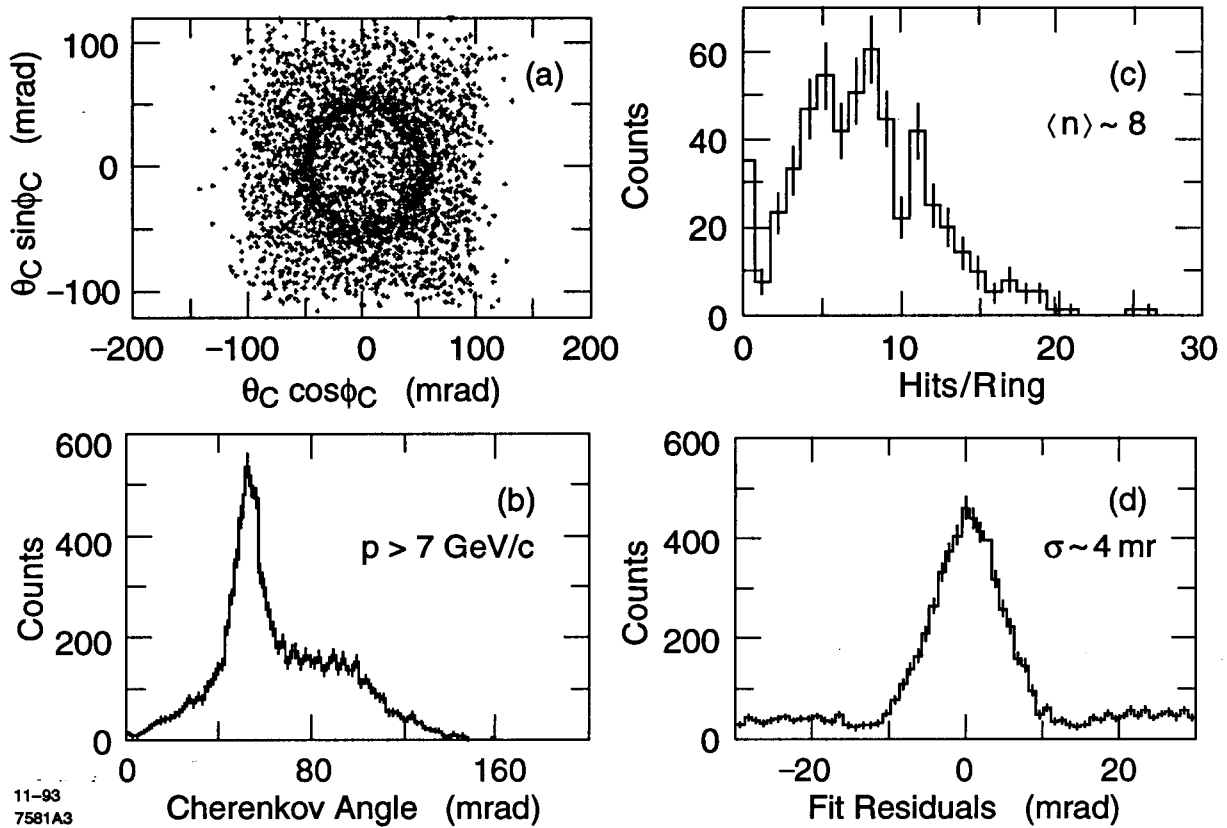 100
0
−100
θC sinϕC (mrad)
(a)
−200 −100 0 100 200
θC cosϕC (mrad)
60
40
20
0
Counts
(c)
⟨n⟩ ~ 8
0 10 20 30
Hits/Ring
600
400
200
0
Counts
(b)
p > 7 GeV/c
0 80 160
Cherenkov Angle (mrad)
600
400
200
0
Counts
(d)
σ ~ 4 mr
−20 0 20
Fit Residuals (mrad)
11–93
7581A3